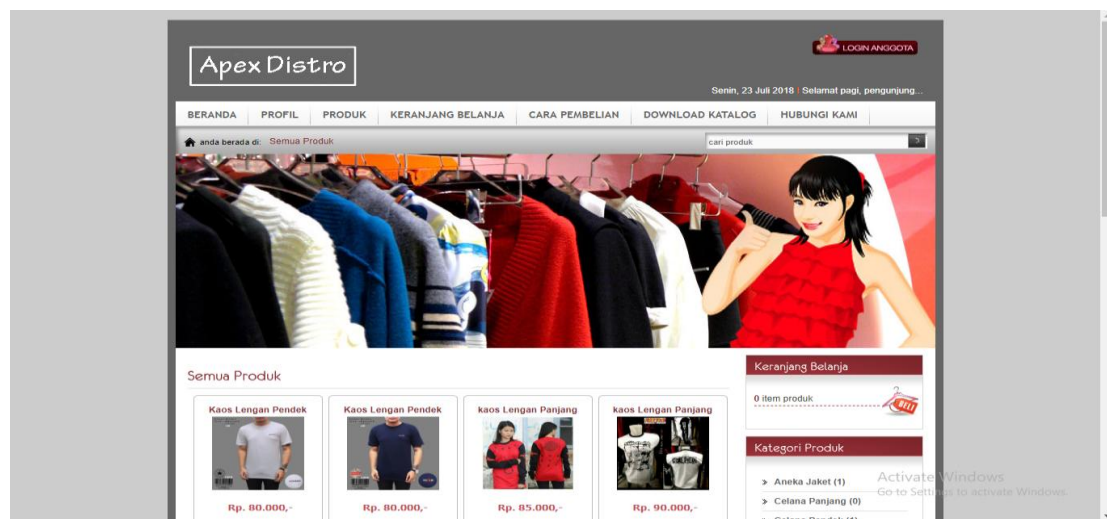 Apex Distro
LOGIN ANGGOTA
Senin, 23 Juli 2018 | Selamat pagi, pengunjung...
BERANDA PROFIL PRODUK KERANJANG BELANJA CARA PEMBELIAN DOWNLOAD KATALOG HUBUNGI KAMI
anda berada di: Semua Produk
cari produk
Semua Produk
Kaos Lengan Pendek
Rp. 80.000,-
Kaos Lengan Pendek
Rp. 80.000,-
kaos Lengan Panjang
Rp. 85.000,-
kaos Lengan Panjang
Rp. 90.000,-
Keranjang Belanja
0 item produk
BELI
Kategori Produk
Aneka Jaket (1)
Celana Panjang (0)
Celana Pendek (1)
Activate Windows
Go to Settings to activate Windows.